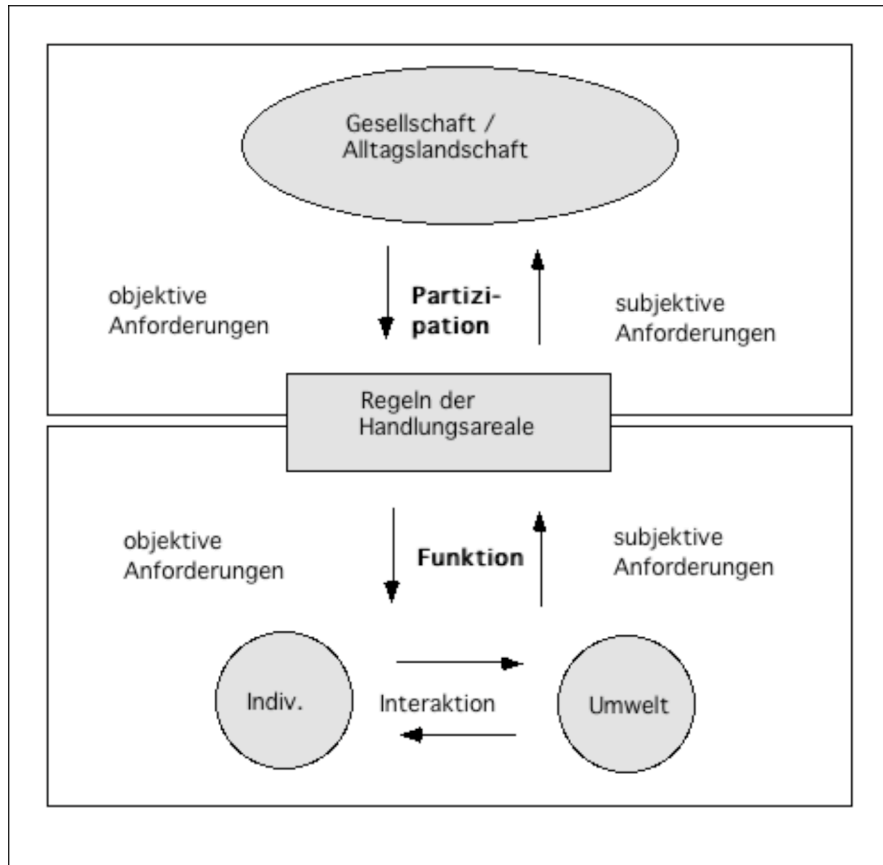 Gesellschaft /
Alltagslandschaft
objektive
Anforderungen
Partizi-
pation
subjektive
Anforderungen
Regeln der
Handlungsareale
objektive
Anforderungen
Funktion
subjektive
Anforderungen
Indiv.
Interaktion
Umwelt